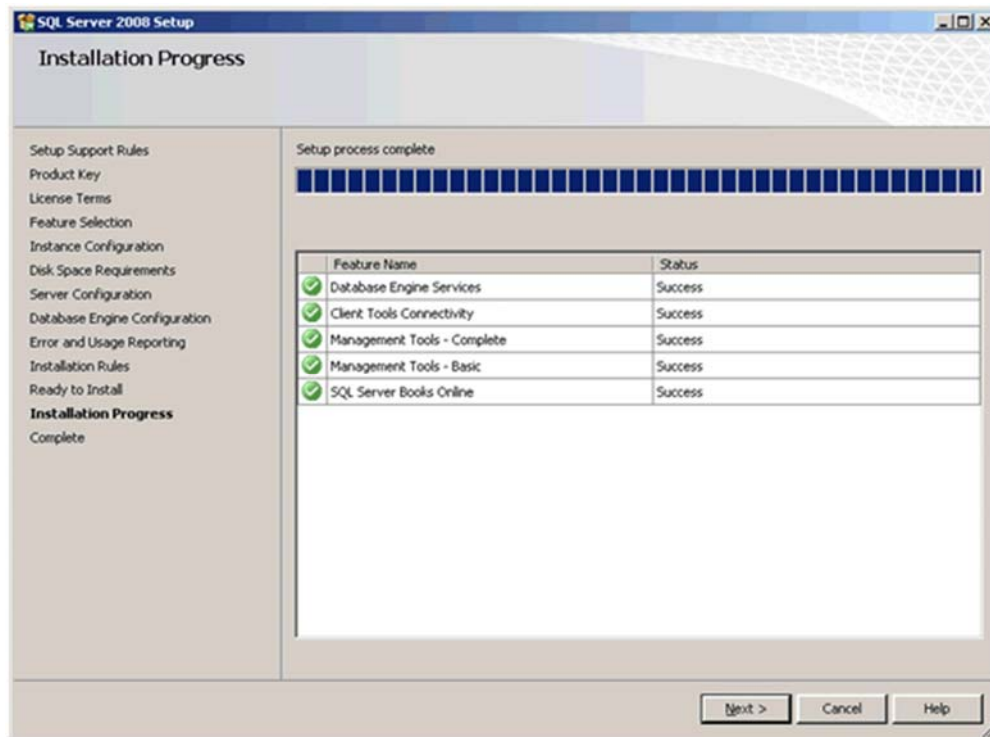 SQL Server 2008 Setup
Installation Progress
Setup Support Rules
Product Key
License Terms
Feature Selection
Instance Configuration
Disk Space Requirements
Server Configuration
Database Engine Configuration
Error and Usage Reporting
Installation Rules
Ready to Install
Installation Progress
Complete
Setup process complete
Feature Name Status
Database Engine Services Success
Client Tools Connectivity Success
Management Tools - Complete Success
Management Tools - Basic Success
SQL Server Books Online Success
Next > Cancel Help